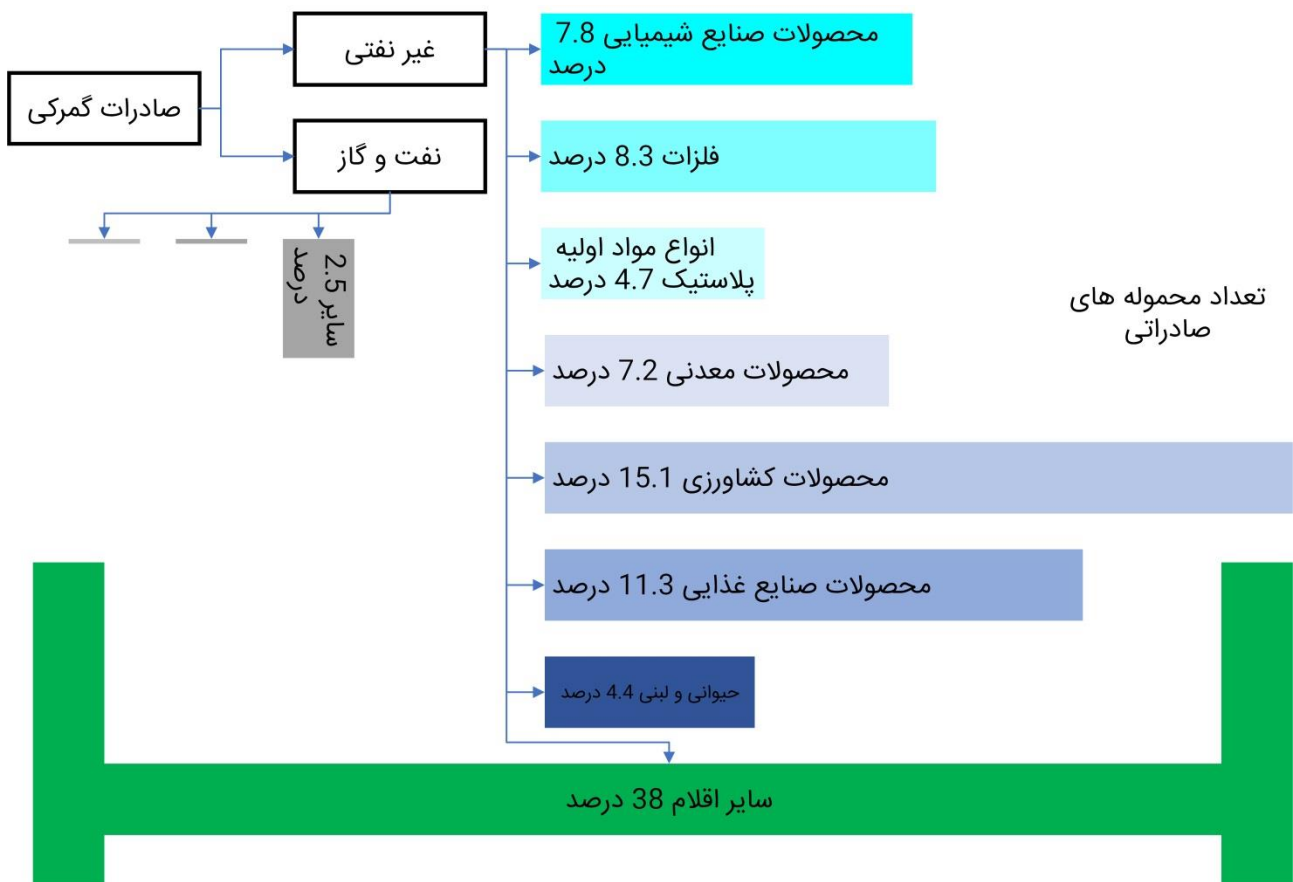 صادرات گمرکی
غیر نفتی
نفت و گاز
سایر 2.5
درصد
محصولات صنایع شیمیایی 7.8
درصد
فلزات 8.3 درصد
انواع مواد اولیه
پلاستیک 4.7 درصد
محصولات معدنی 7.2 درصد
محصولات کشاورزی 15.1 درصد
محصولات صنایع غذایی 11.3 درصد
حیوانی و لبنی 4.4 درصد
سایر اقلام 38 درصد
تعداد محموله های
صادراتی